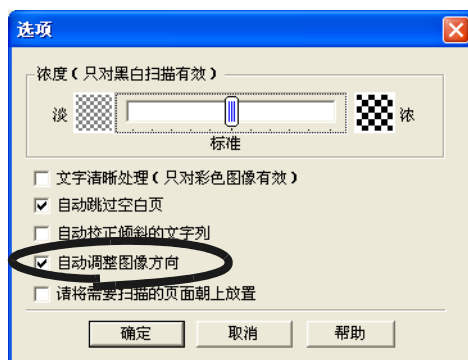 选项
浓度(只对黑白扫描有效)
淡 浓
标准
文字清晰处理(只对彩色图像有效)
自动跳过空白页
自动校正倾斜的文字列
自动调整图像方向
请将需要扫描的页面朝上放置
确定 取消 帮助